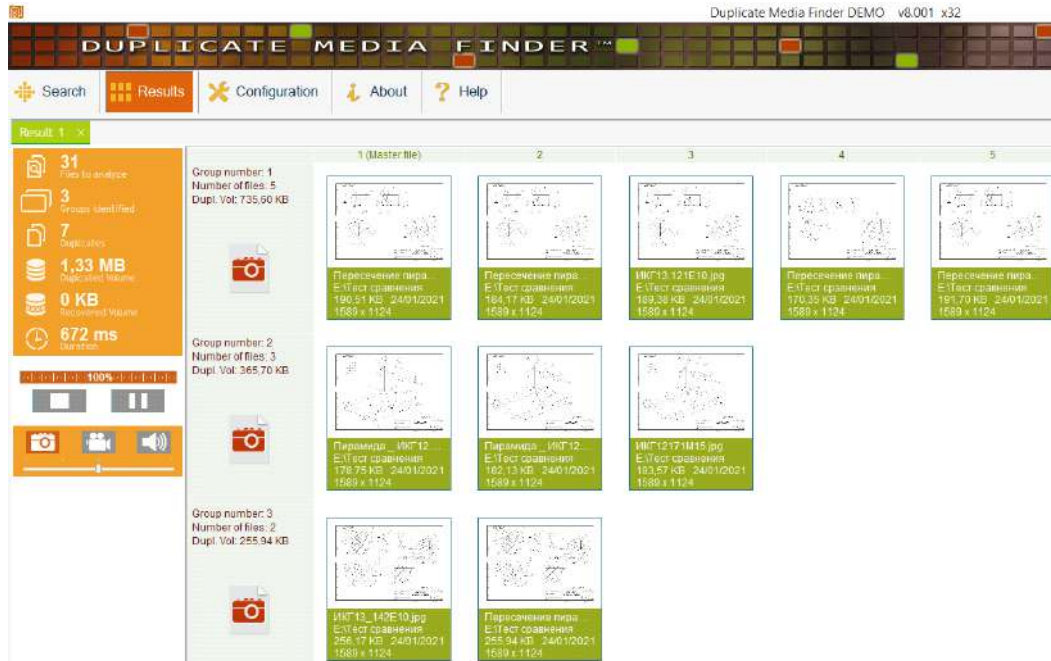 Duplicate Media Finder DEMO v8.001 x32
DUPLICATE MEDIA FINDER™
Search Results Configuration About Help
Result 1 ×
31
Files to analyze
3
Groups identified
7
Duplicates
1,33 MB
Duplicated Volume
0 KB
Recovered Volume
672 ms
Duration
100%
1 (Master file) 2 3 4 5
Group number: 1
Number of files: 5
Dupl. Vol: 735,60 KB
Пересечение пира...
E:\Тест сравнения
190,51 KB 24/01/2021
1589 x 1124
Пересечение пира...
E:\Тест сравнения
184,17 KB 24/01/2021
1589 x 1124
ИКГ13.121E10.jpg
E:\Тест сравнения
189,38 KB 24/01/2021
1589 x 1124
Пересечение пира...
E:\Тест сравнения
170,35 KB 24/01/2021
1589 x 1124
Пересечение пира...
E:\Тест сравнения
191,70 KB 24/01/2021
1589 x 1124
Group number: 2
Number of files: 3
Dupl. Vol: 365,70 KB
Пирамида _ ИКГ12...
E:\Тест сравнения
178,75 KB 24/01/2021
1589 x 1124
Пирамида _ ИКГ12...
E:\Тест сравнения
182,13 KB 24/01/2021
1589 x 1124
ИКГ12171М15.jpg
E:\Тест сравнения
183,57 KB 24/01/2021
1589 x 1124
Group number: 3
Number of files: 2
Dupl. Vol: 255,94 KB
ИКГ13_142E10.jpg
E:\Тест сравнения
256,17 KB 24/01/2021
1589 x 1124
Пересечение пира...
E:\Тест сравнения
255,94 KB 24/01/2021
1589 x 1124